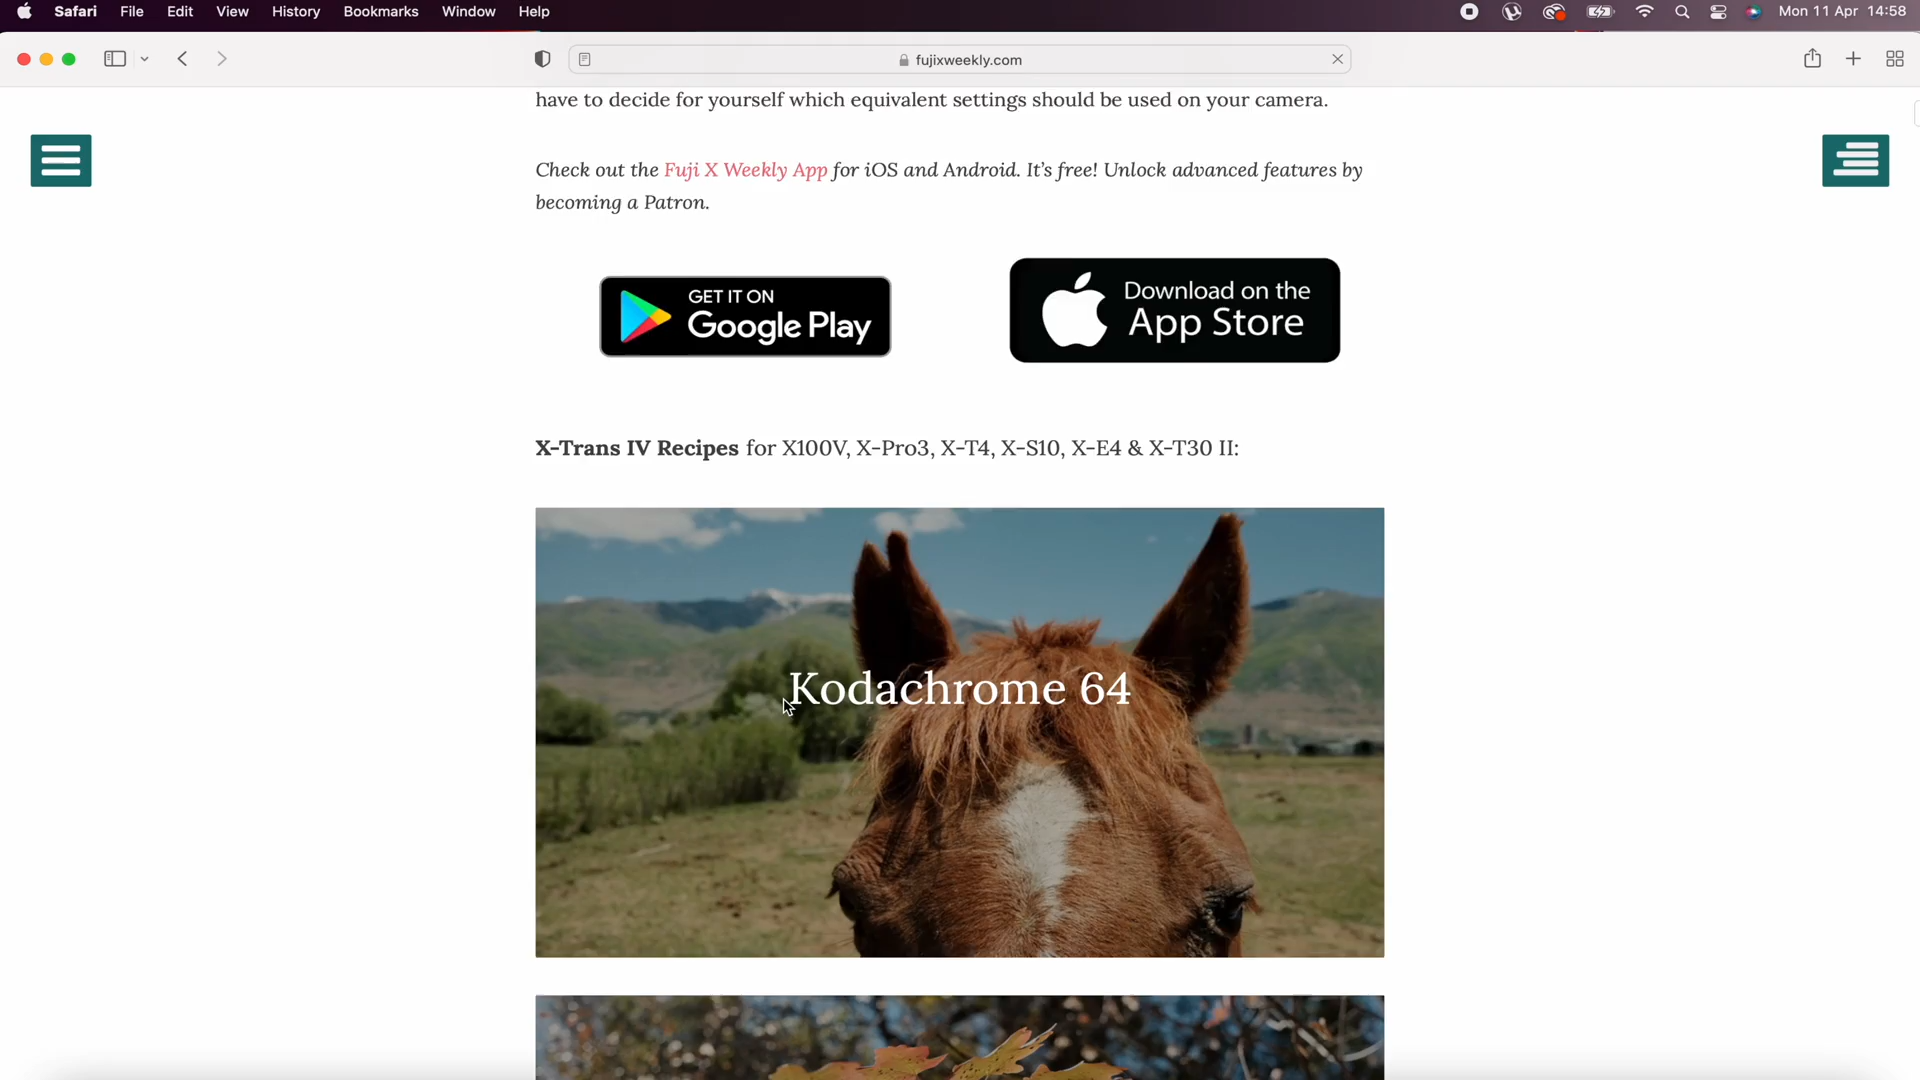 Safari File Edit View History Bookmarks Window Help Mon 11 Apr 14:58
fujixweekly.com
have to decide for yourself which equivalent settings should be used on your camera.
Check out the Fuji X Weekly App for iOS and Android. It’s free! Unlock advanced features by
becoming a Patron.
GET IT ON
Google Play
Download on the
App Store
X-Trans IV Recipes for X100V, X-Pro3, X-T4, X-S10, X-E4 & X-T30 II:
Kodachrome 64